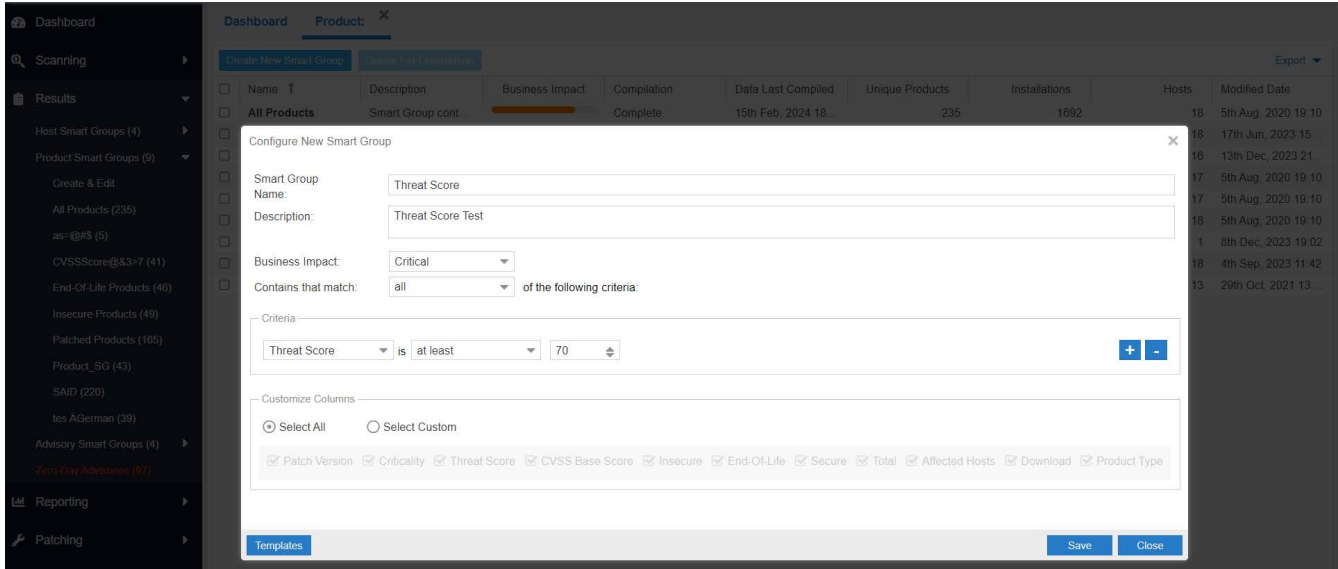 Dashboard
Scanning
Results
Host Smart Groups (4)
Product Smart Groups (9)
Create & Edit
All Products (235)
as=@#$ (5)
CVSSScore@&3>7 (41)
End-Of-Life Products (46)
Insecure Products (49)
Patched Products (165)
Product_SG (43)
SAID (220)
tes ÄGerman (39)
Advisory Smart Groups (4)
Zero-Day Advisories (97)
Reporting
Patching
Dashboard Product:
Create New Smart Group Queue For Compilation
Export
Name Description Business Impact Compilation Data Last Compiled Unique Products Installations Hosts Modified Date
All Products Smart Group cont... Complete 15th Feb, 2024 18... 235 1692 18 5th Aug, 2020 19:10
18 17th Jun, 2023 15...
16 13th Dec, 2023 21...
17 5th Aug, 2020 19:10
17 5th Aug, 2020 19:10
18 5th Aug, 2020 19:10
1 8th Dec, 2023 19:02
18 4th Sep, 2023 11:42
13 29th Oct, 2021 13...
Configure New Smart Group
Smart Group
Name:
Threat Score
Description: Threat Score Test
Business Impact: Critical
Contains that match: all of the following criteria:
Criteria
Threat Score is at least 70 + -
Customize Columns
Select All Select Custom
Patch Version Criticality Threat Score CVSS Base Score Insecure End-Of-Life Secure Total Affected Hosts Download Product Type
Templates Save Close